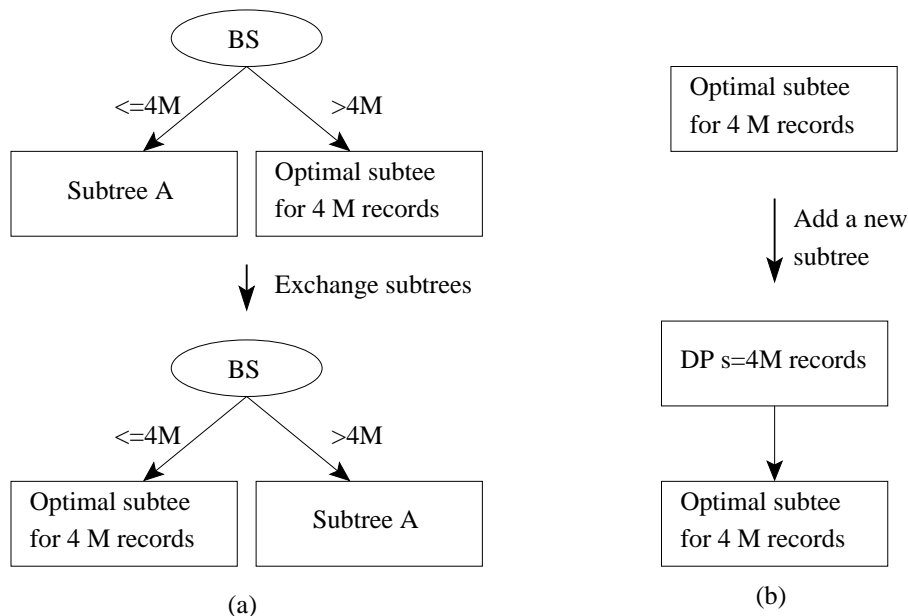 BS
<=4M
>4M
Subtree A
Optimal subtee
for 4 M records
Exchange subtrees
BS
<=4M
>4M
Optimal subtee
for 4 M records
Subtree A
(a)
Optimal subtee
for 4 M records
Add a new
subtree
DP s=4M records
Optimal subtee
for 4 M records
(b)